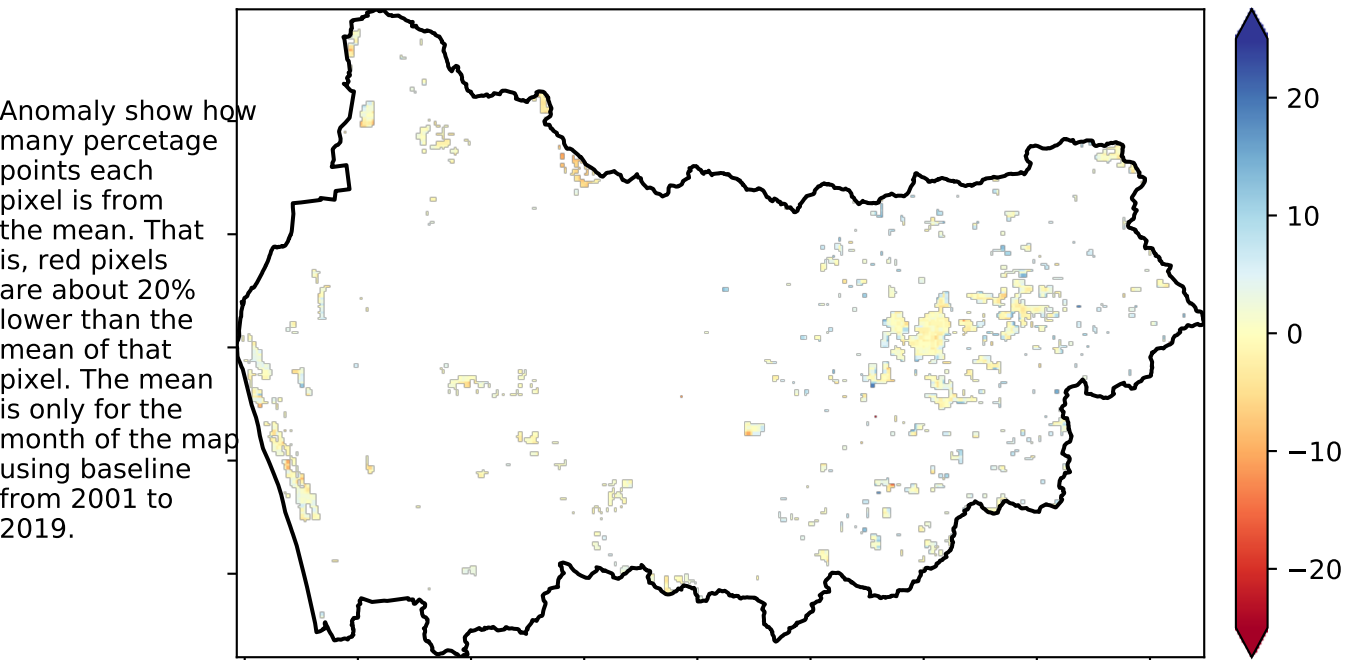 Anomaly show how
many percetage
points each
pixel is from
the mean. That
is, red pixels
are about 20%
lower than the
mean of that
pixel. The mean
is only for the
month of the map
using baseline
from 2001 to
2019.
20
10
0
−10
−20